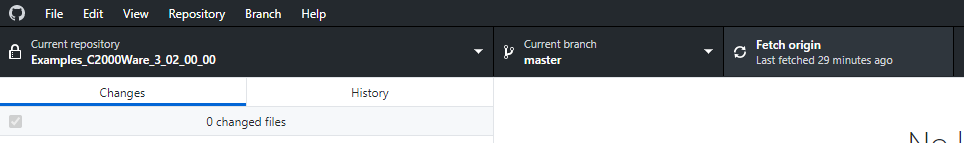 File Edit View Repository Branch Help
Current repository
Examples_C2000Ware_3_02_00_00
Current branch
master
Fetch origin
Last fetched 29 minutes ago
Changes History
0 changed files
No